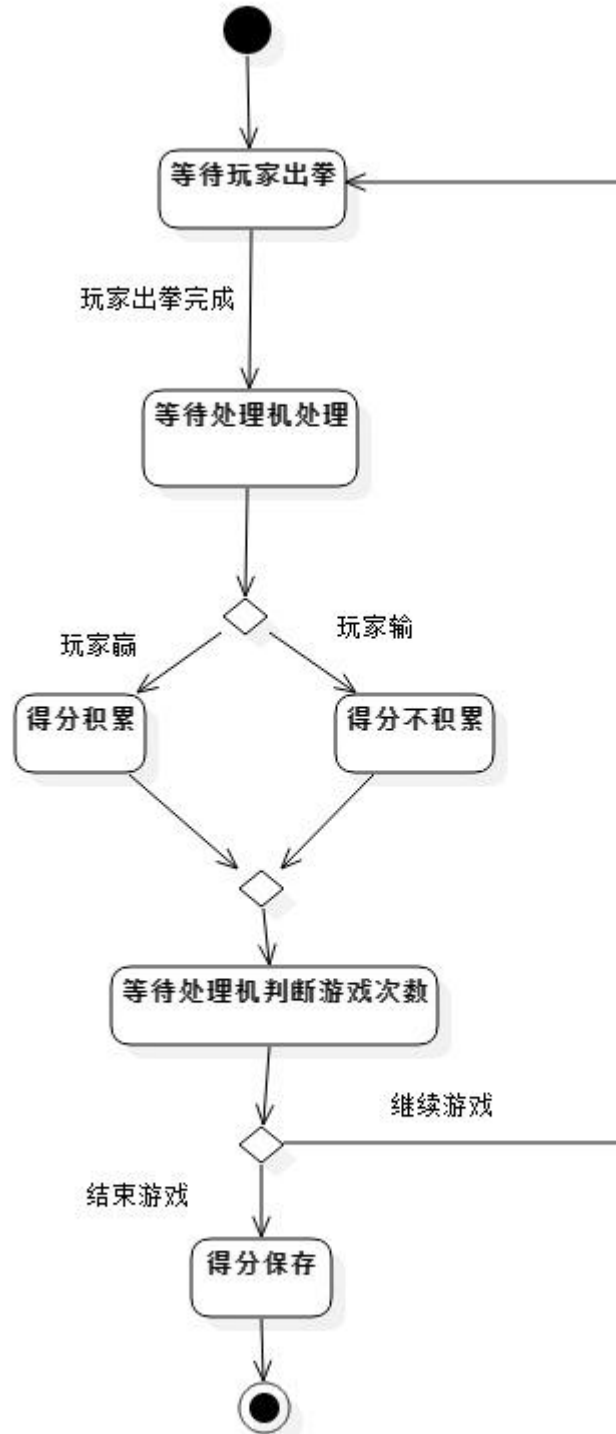 等待玩家出拳
玩家出拳完成
等待处理机处理
玩家赢
玩家输
得分积累
得分不积累
等待处理机判断游戏次数
继续游戏
结束游戏
得分保存